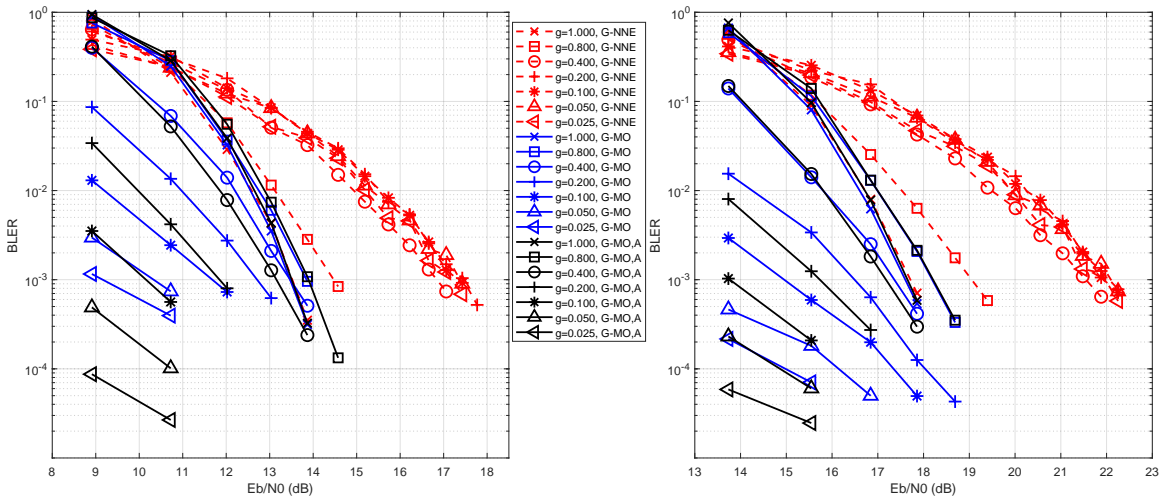 10^0
10^-1
10^-2
10^-3
10^-4
BLER
8 9 10 11 12 13 14 15 16 17 18
Eb/N0 (dB)
g=1.000, G-NNE
g=0.800, G-NNE
g=0.400, G-NNE
g=0.200, G-NNE
g=0.100, G-NNE
g=0.050, G-NNE
g=0.025, G-NNE
g=1.000, G-MO
g=0.800, G-MO
g=0.400, G-MO
g=0.200, G-MO
g=0.100, G-MO
g=0.050, G-MO
g=0.025, G-MO
g=1.000, G-MO,A
g=0.800, G-MO,A
g=0.400, G-MO,A
g=0.200, G-MO,A
g=0.100, G-MO,A
g=0.050, G-MO,A
g=0.025, G-MO,A
10^0
10^-1
10^-2
10^-3
10^-4
BLER
13 14 15 16 17 18 19 20 21 22 23
Eb/N0 (dB)